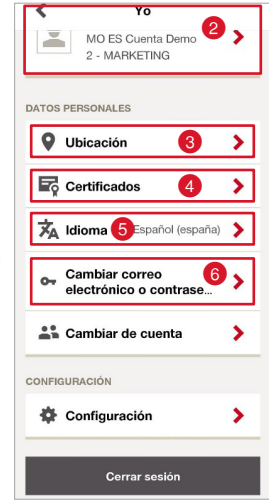 Yo
MO ES Cuenta Demo 2
2 - MARKETING
DATOS PERSONALES
Ubicación 3
Certificados 4
Idioma 5 Español (españa)
Cambiar correo 6
electrónico o contrase...
Cambiar de cuenta
CONFIGURACIÓN
Configuración
Cerrar sesión